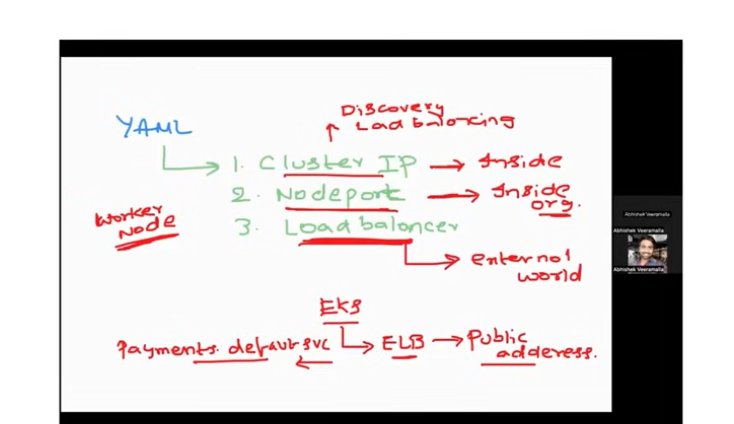 Discovery
Load balancing
YAML
1. Cluster IP → Inside
2. Nodeport → Inside org.
Worker Node
3. Load balancer
external world
EKS
Payments.default.svc
ELB → Public adderess.
Abhishek Veeramalla
Abhishek Veeramalla
Abhishek Veeramalla